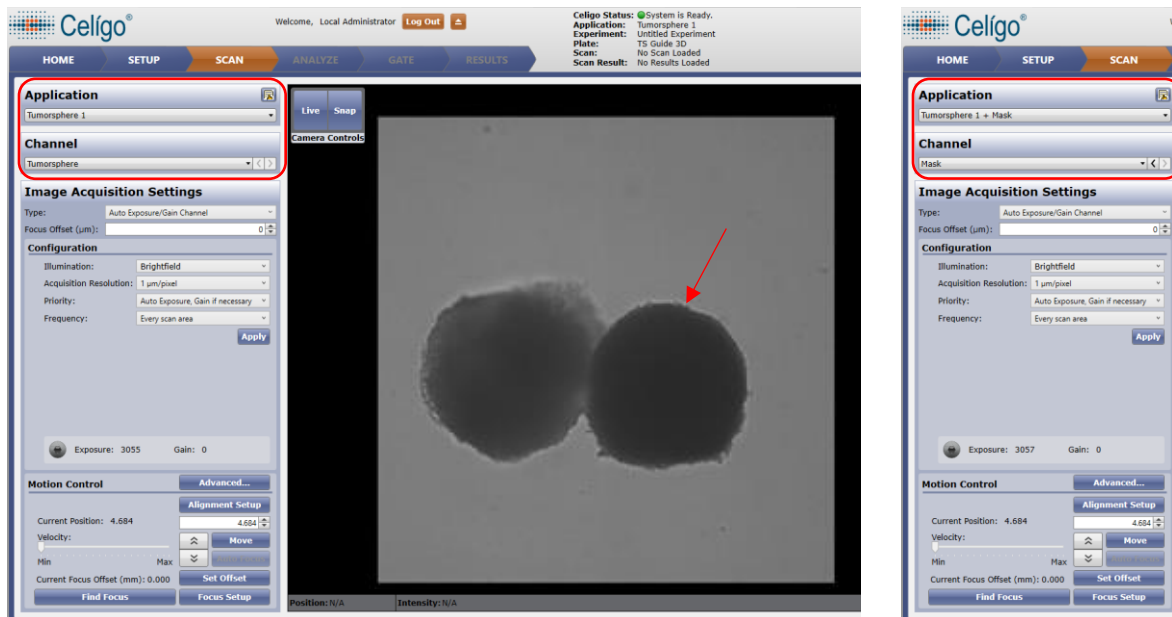 Celígo®
Welcome, Local Administrator Log Out
Celigo Status: System is Ready.
Application: Tumorsphere 1
Experiment: Untitled Experiment
Plate: TS Guide 3D
Scan: No Scan Loaded
Scan Result: No Results Loaded
HOME SETUP SCAN ANALYZE GATE RESULTS
Application
Tumorsphere 1
Channel
Tumorsphere
Image Acquisition Settings
Type: Auto Exposure/Gain Channel
Focus Offset (µm): 0
Configuration
Illumination: Brightfield
Acquisition Resolution: 1 µm/pixel
Priority: Auto Exposure, Gain if necessary
Frequency: Every scan area
Apply
Exposure: 3055 Gain: 0
Motion Control Advanced...
Alignment Setup
Current Position: 4.684 4.684
Velocity: Move
Min Max
Current Focus Offset (mm): 0.000 Set Offset
Find Focus Focus Setup
Live Snap
Camera Controls
Position: N/A Intensity: N/A
Celígo®
HOME SETUP SCAN
Application
Tumorsphere 1 + Mask
Channel
Mask
Image Acquisition Settings
Type: Auto Exposure/Gain Channel
Focus Offset (µm): 0
Configuration
Illumination: Brightfield
Acquisition Resolution: 1 µm/pixel
Priority: Auto Exposure, Gain if necessary
Frequency: Every scan area
Apply
Exposure: 3057 Gain: 0
Motion Control Advanced...
Alignment Setup
Current Position: 4.684 4.684
Velocity: Move
Min Max
Current Focus Offset (mm): 0.000 Set Offset
Find Focus Focus Setup